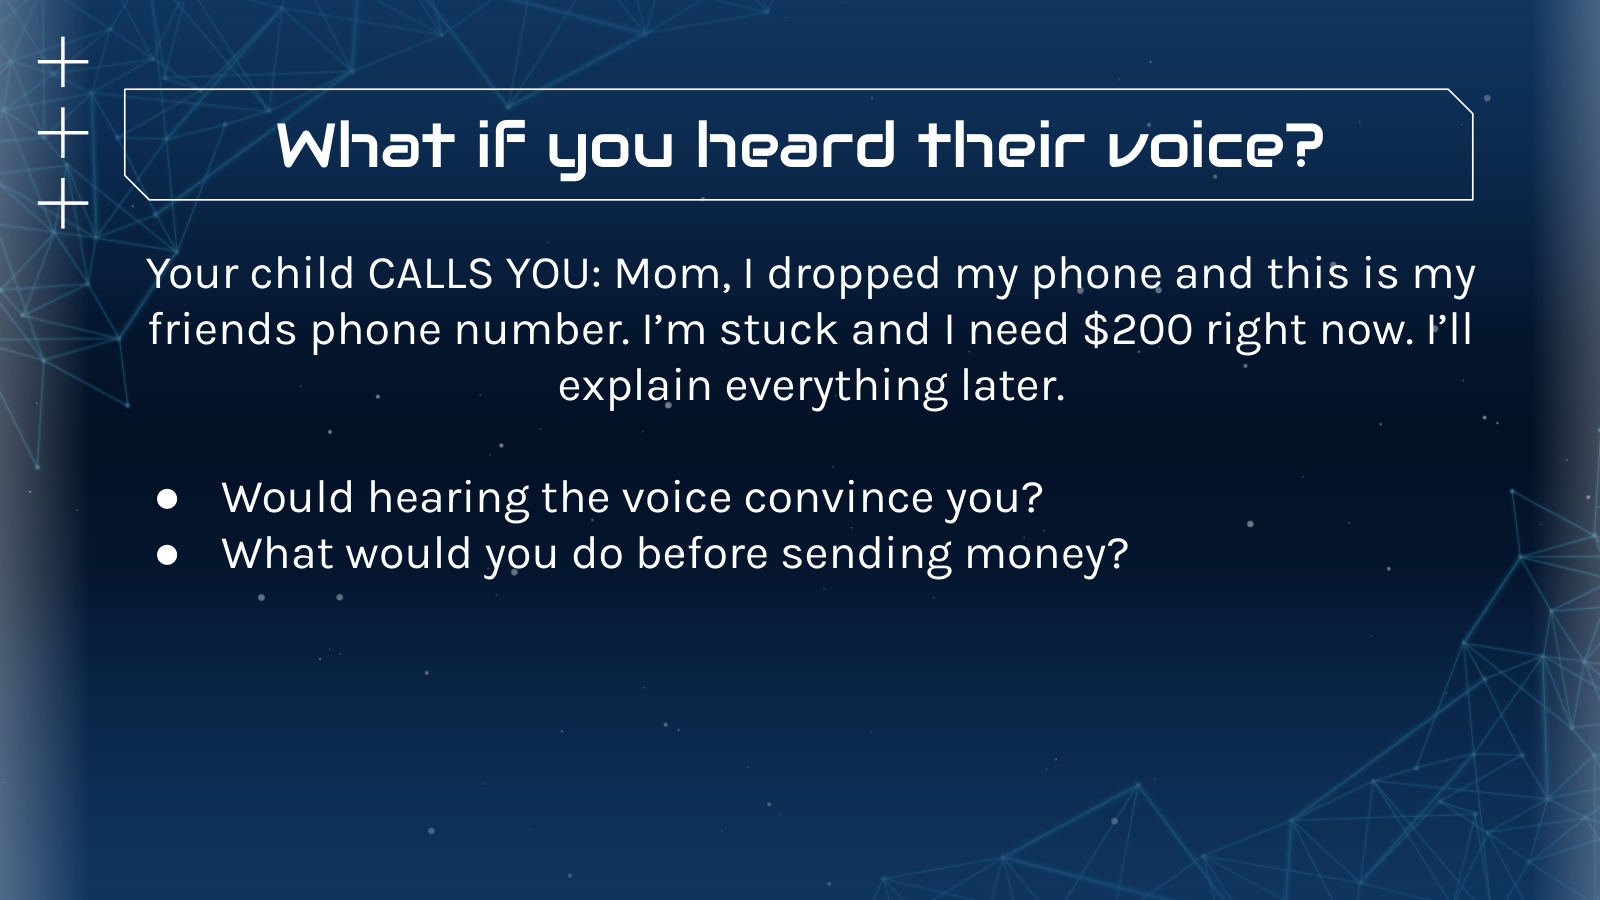 What if you heard their voice?
Your child CALLS YOU: Mom, I dropped my phone and this is my
friends phone number. I’m stuck and I need $200 right now. I’ll
explain everything later.
● Would hearing the voice convince you?
● What would you do before sending money?